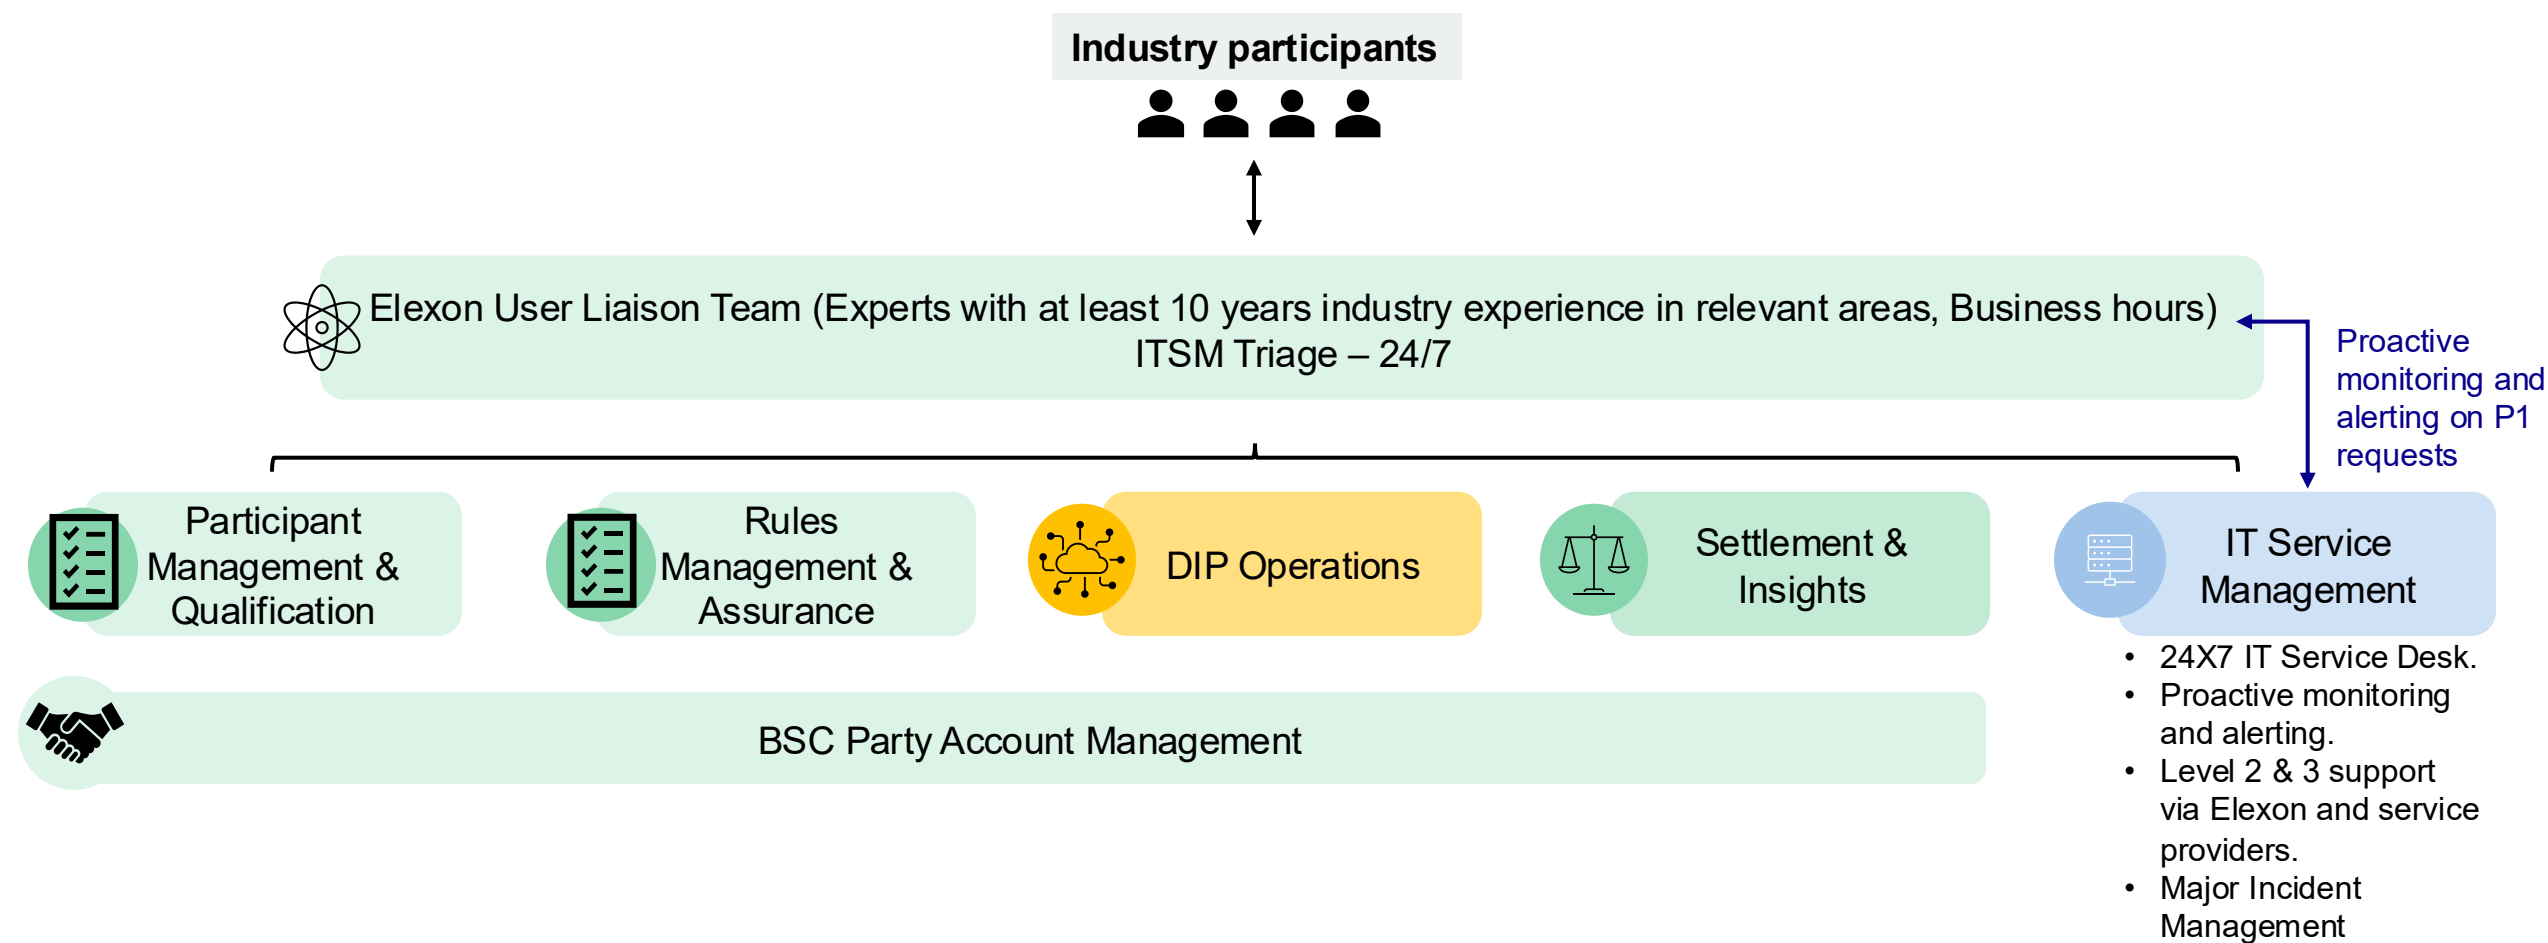 Industry participants
Elexon User Liaison Team (Experts with at least 10 years industry experience in relevant areas, Business hours)
ITSM Triage – 24/7
Proactive
monitoring and
alerting on P1
requests
Participant
Management &
Qualification
Rules
Management &
Assurance
DIP Operations
Settlement &
Insights
IT Service
Management
• 24X7 IT Service Desk.
• Proactive monitoring
and alerting.
• Level 2 & 3 support
via Elexon and service
providers.
• Major Incident
Management
BSC Party Account Management